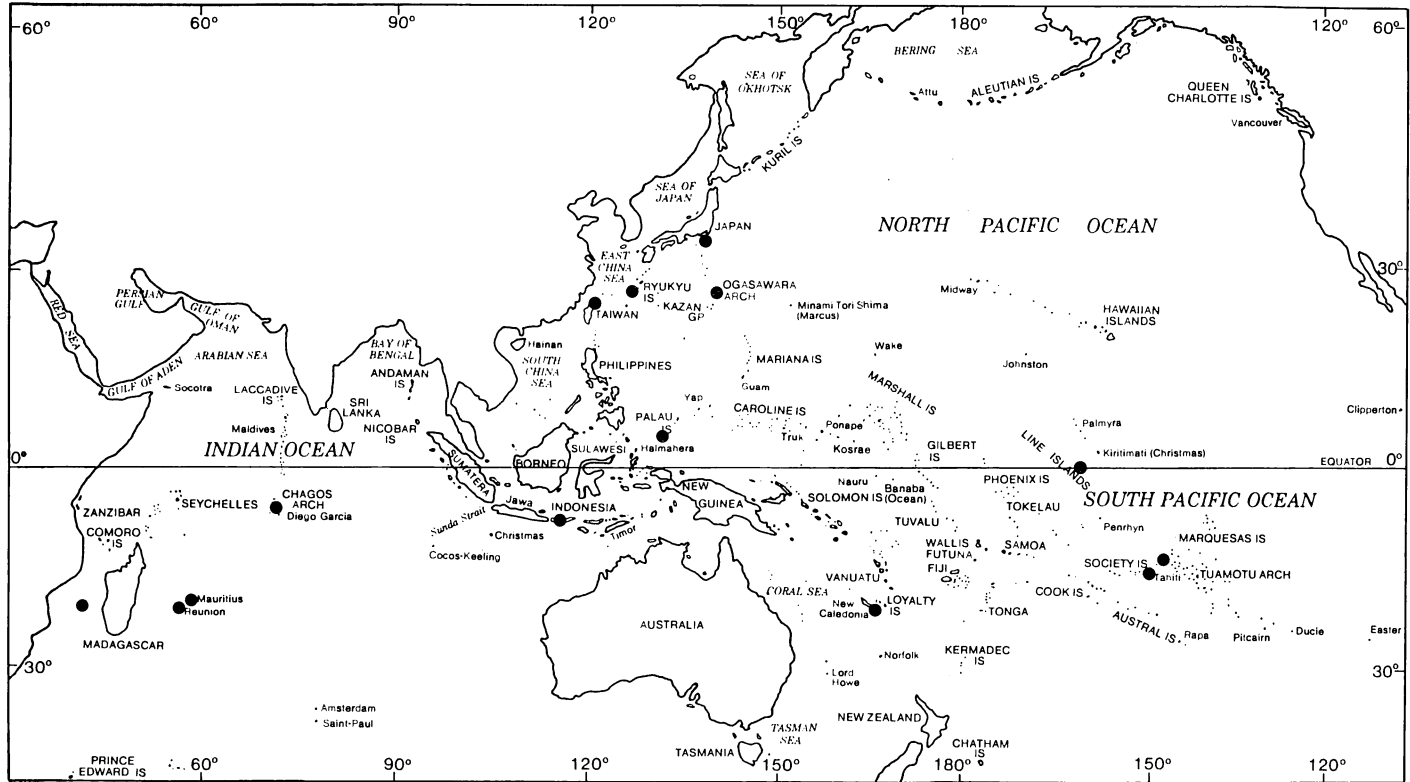 60° 90° 120° 150° 180° 120°
60° 60°
BERING SEA
SEA OF
OKHOTSK
Attu
ALEUTIAN IS
QUEEN
CHARLOTTE IS
Vancouver
KURIL IS
SEA OF
JAPAN
JAPAN
NORTH PACIFIC OCEAN
EAST
CHINA
SEA
30°
PERSIAN
GULF
GULF OF
OMAN
RED SEA
RYUKYU
IS
OGASAWARA
ARCH
KAZAN
GP
Minami Tori Shima
(Marcus)
Midway
HAWAIIAN
ISLANDS
TAIWAN
ARABIAN SEA
BAY OF
BENGAL
Hainan
Wake
Johnston
GULF OF ADEN
Socotra
LACCADIVE
IS
ANDAMAN
IS
SOUTH
CHINA
SEA
PHILIPPINES
MARIANA IS
Guam
MARSHALL IS
SRI
LANKA
Maldives
NICOBAR
IS
PALAU
IS
Yap
CAROLINE IS
Truk
Ponape
Kosrae
Palmyra
Clipperton
INDIAN OCEAN
Halmahera
GILBERT
IS
LINE ISLANDS
Kiritimati (Christmas)
0° 0°
EQUATOR
SUMATERA
BORNEO
SULAWESI
NEW
GUINEA
Nauru
Banaba
(Ocean)
SOLOMON IS
PHOENIX IS
SOUTH PACIFIC OCEAN
ZANZIBAR
SEYCHELLES
CHAGOS
ARCH
Diego Garcia
Sunda Strait
Jawa
INDONESIA
Timor
TUVALU
TOKELAU
Penrhyn
MARQUESAS IS
COMORO
IS
Christmas
Cocos-Keeling
WALLIS &
FUTUNA
FIJI
SAMOA
SOCIETY IS
Tahiti
TUAMOTU ARCH
CORAL SEA
VANUATU
New
Caledonia
LOYALTY
IS
TONGA
COOK IS
AUSTRAL IS
Rapa
Pitcairn
Ducie
Easter
Mauritius
Reunion
MADAGASCAR
AUSTRALIA
Norfolk
Lord
Howe
KERMADEC
IS
30° 30°
Amsterdam
Saint-Paul
TASMAN
SEA
NEW ZEALAND
TASMANIA
CHATHAM
IS
PRINCE
EDWARD IS
60° 90° 120° 150° 180° 150° 120°